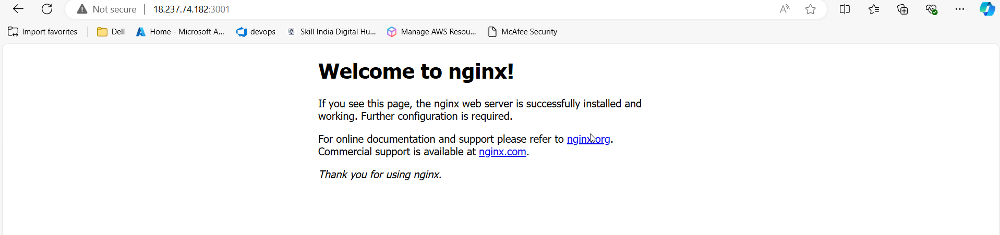 Not secure | 18.237.74.182:3001
Import favorites Dell Home - Microsoft A... devops Skill India Digital Hu... Manage AWS Resou... McAfee Security
Welcome to nginx!
If you see this page, the nginx web server is successfully installed and
working. Further configuration is required.
For online documentation and support please refer to nginx.org.
Commercial support is available at nginx.com.
Thank you for using nginx.